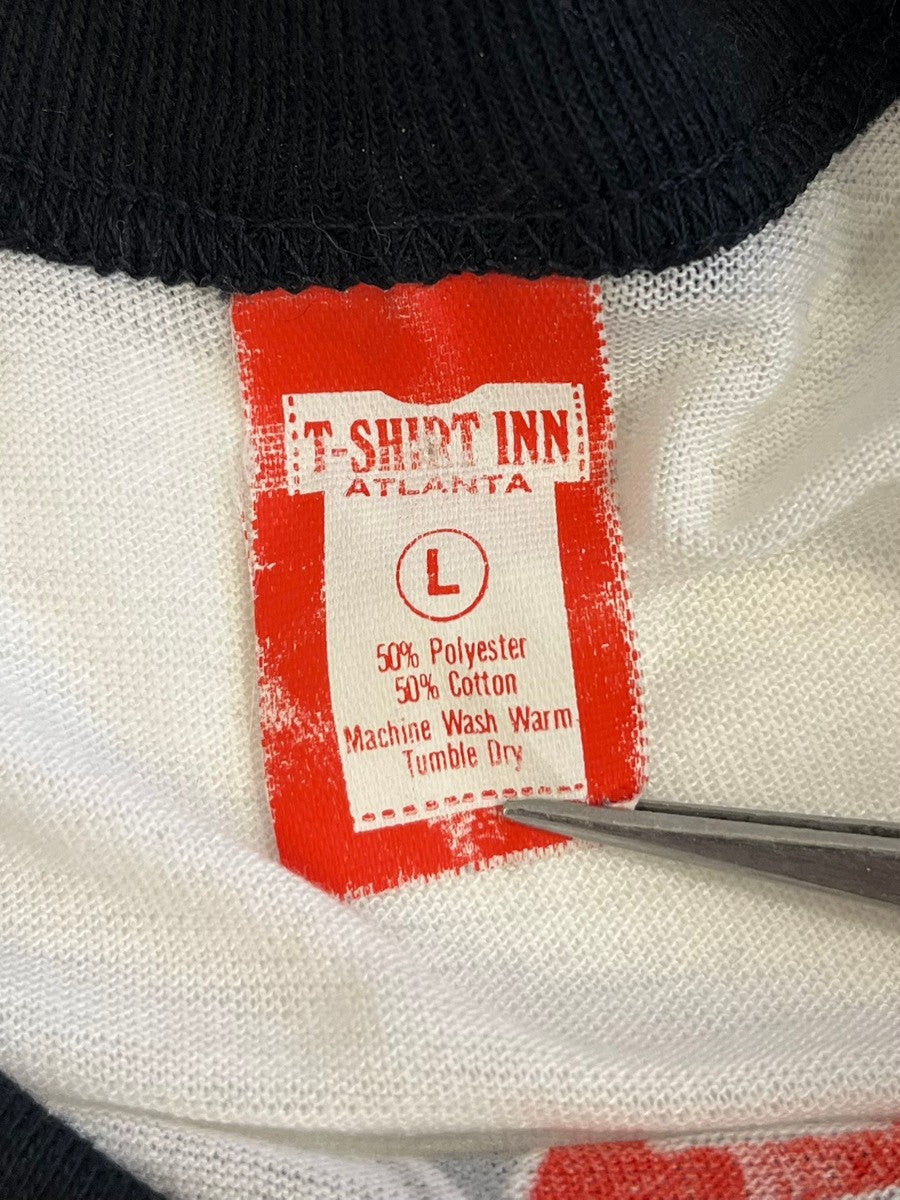 T-SHIRT INN
ATLANTA
L
50% Polyester
50% Cotton
Machine Wash Warm
Tumble Dry